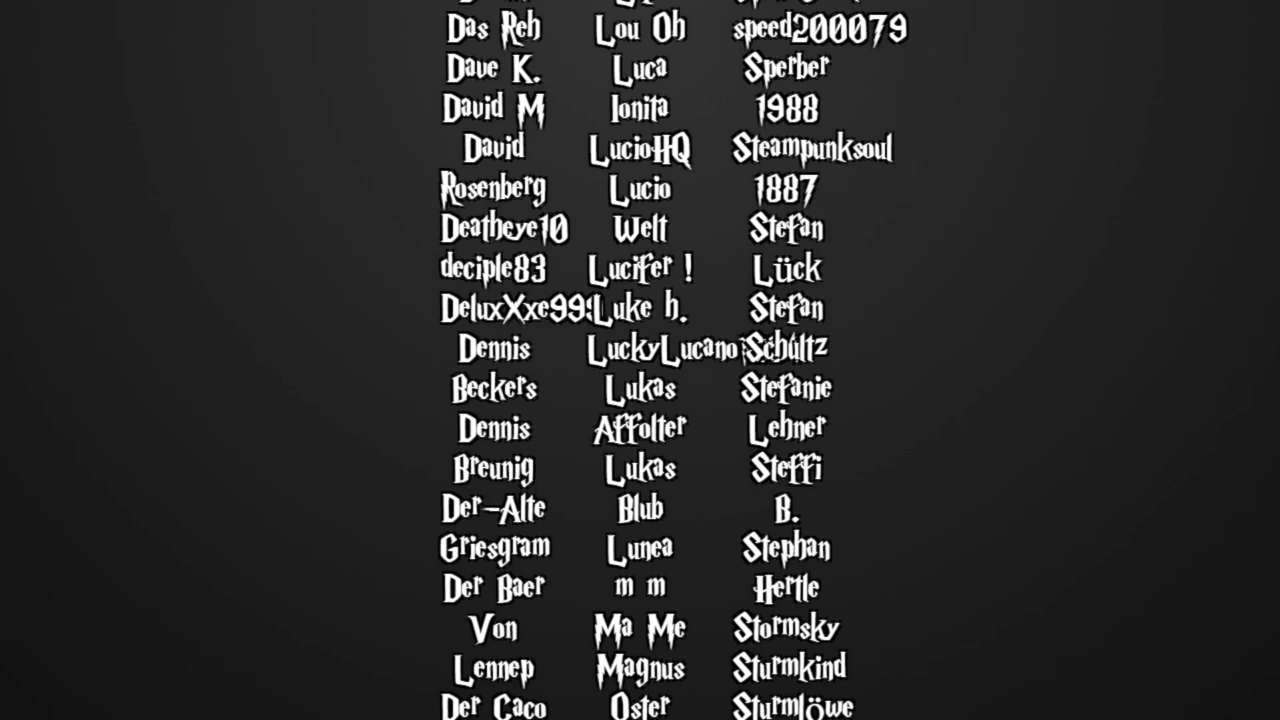 Das Reh Lou Oh speed200079
Dave K. Luca Sperber
David M Ionita 1988
David LucioHQ Steampunksoul
Rosenberg Lucio 1887
Deatheye10 Welt Stefan
deciple83 Lucifer ! Lück
DeluxXxe999 Luke h. Stefan
Dennis LuckyLucano Schultz
Beckers Lukas Stefanie
Dennis Affolter Lehner
Breunig Lukas Steffi
Der-Alte Blub B.
Griesgram Lunea Stephan
Der Baer m m Hertle
Von Ma Me Stormsky
Lennep Magnus Sturmkind
Der Caco Oster Sturmlöwe